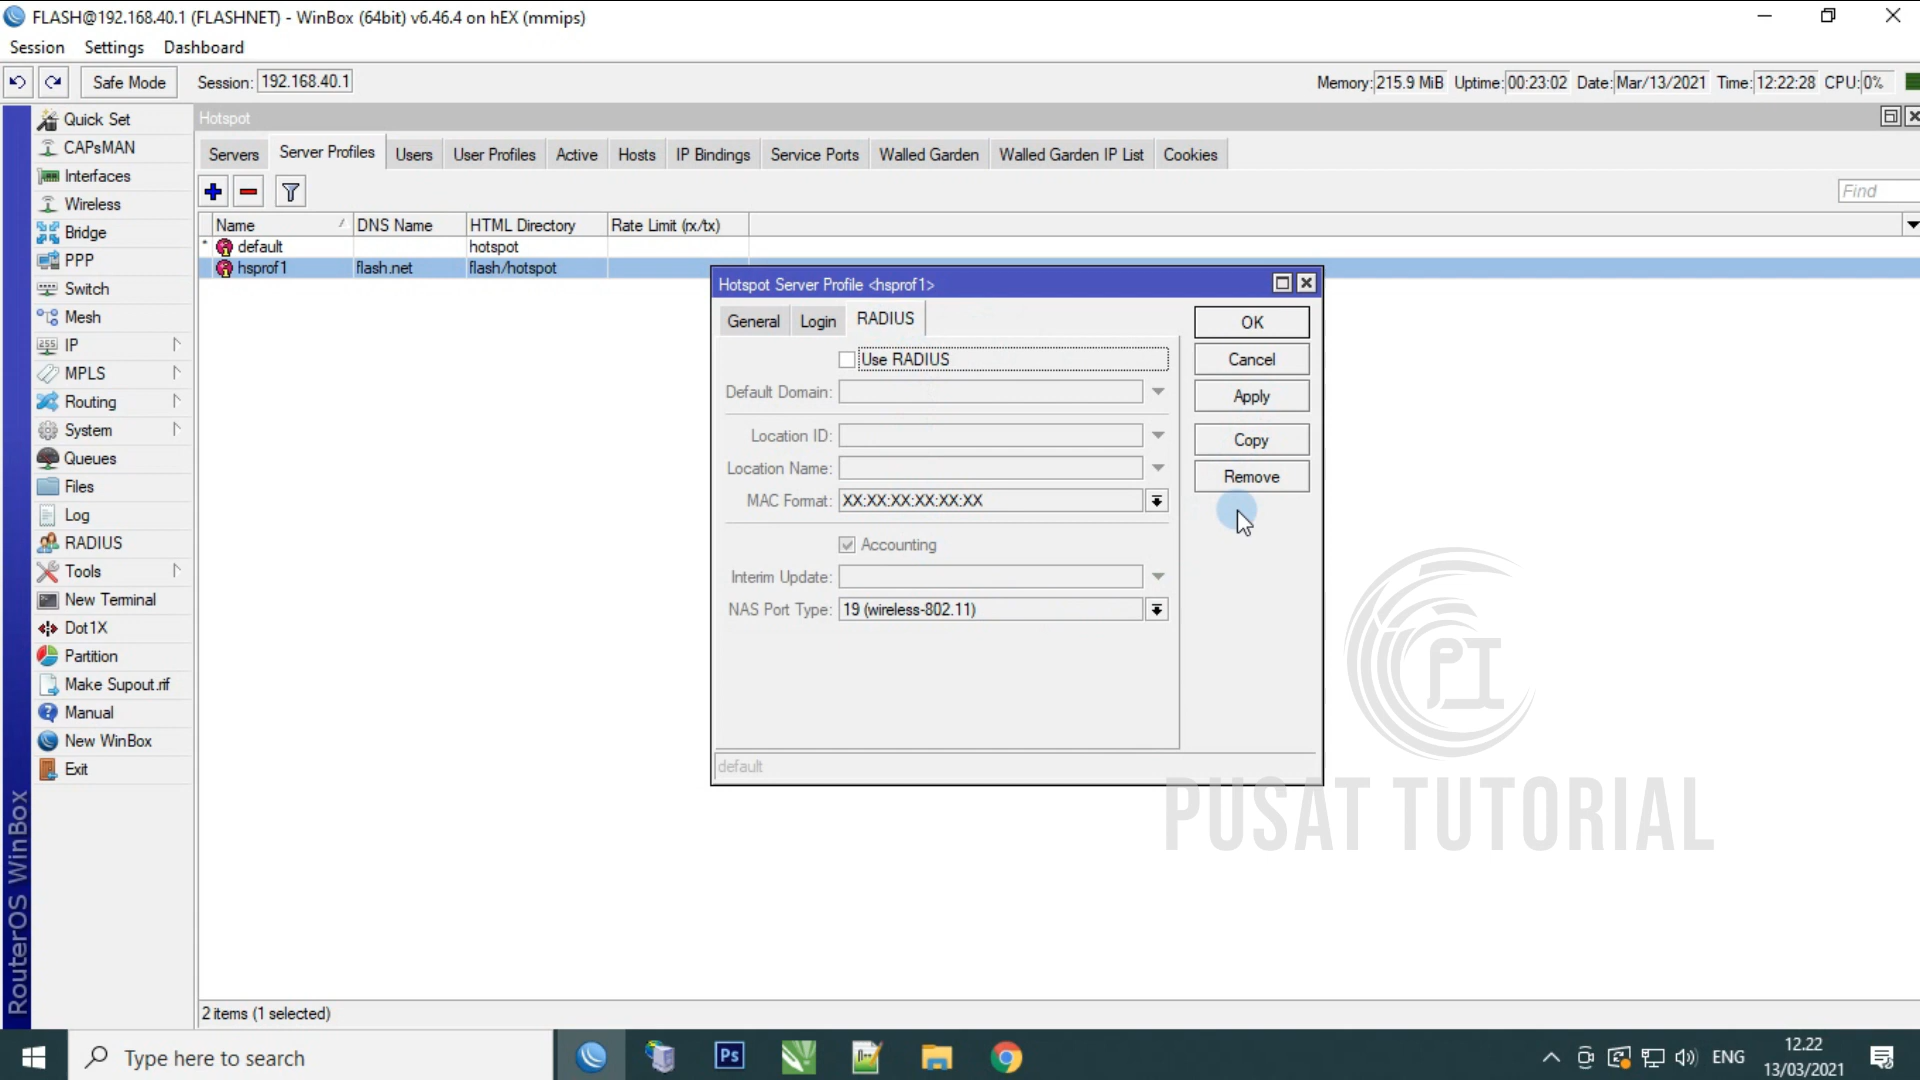 FLASH@192.168.40.1 (FLASHNET) - WinBox (64bit) v6.46.4 on hEX (mmips)
Session Settings Dashboard
Safe Mode Session: 192.168.40.1 Memory: 215.9 MiB Uptime: 00:23:02 Date: Mar/13/2021 Time: 12:22:28 CPU: 0%
Quick Set
CAPsMAN
Interfaces
Wireless
Bridge
PPP
Switch
Mesh
IP
MPLS
Routing
System
Queues
Files
Log
RADIUS
Tools
New Terminal
Dot1X
Partition
Make Supout.rif
Manual
New WinBox
Exit
RouterOS WinBox
Hotspot
Servers Server Profiles Users User Profiles Active Hosts IP Bindings Service Ports Walled Garden Walled Garden IP List Cookies
Find
Name DNS Name HTML Directory Rate Limit (rx/tx)
* default hotspot
hsprof1 flash.net flash/hotspot
Hotspot Server Profile <hsprof1>
General Login RADIUS
Use RADIUS
Default Domain:
Location ID:
Location Name:
MAC Format: XX:XX:XX:XX:XX:XX
Accounting
Interim Update:
NAS Port Type: 19 (wireless-802.11)
default
OK
Cancel
Apply
Copy
Remove
PT
PUSAT TUTORIAL
2 items (1 selected)
Type here to search
Ps
ENG
12.22
13/03/2021